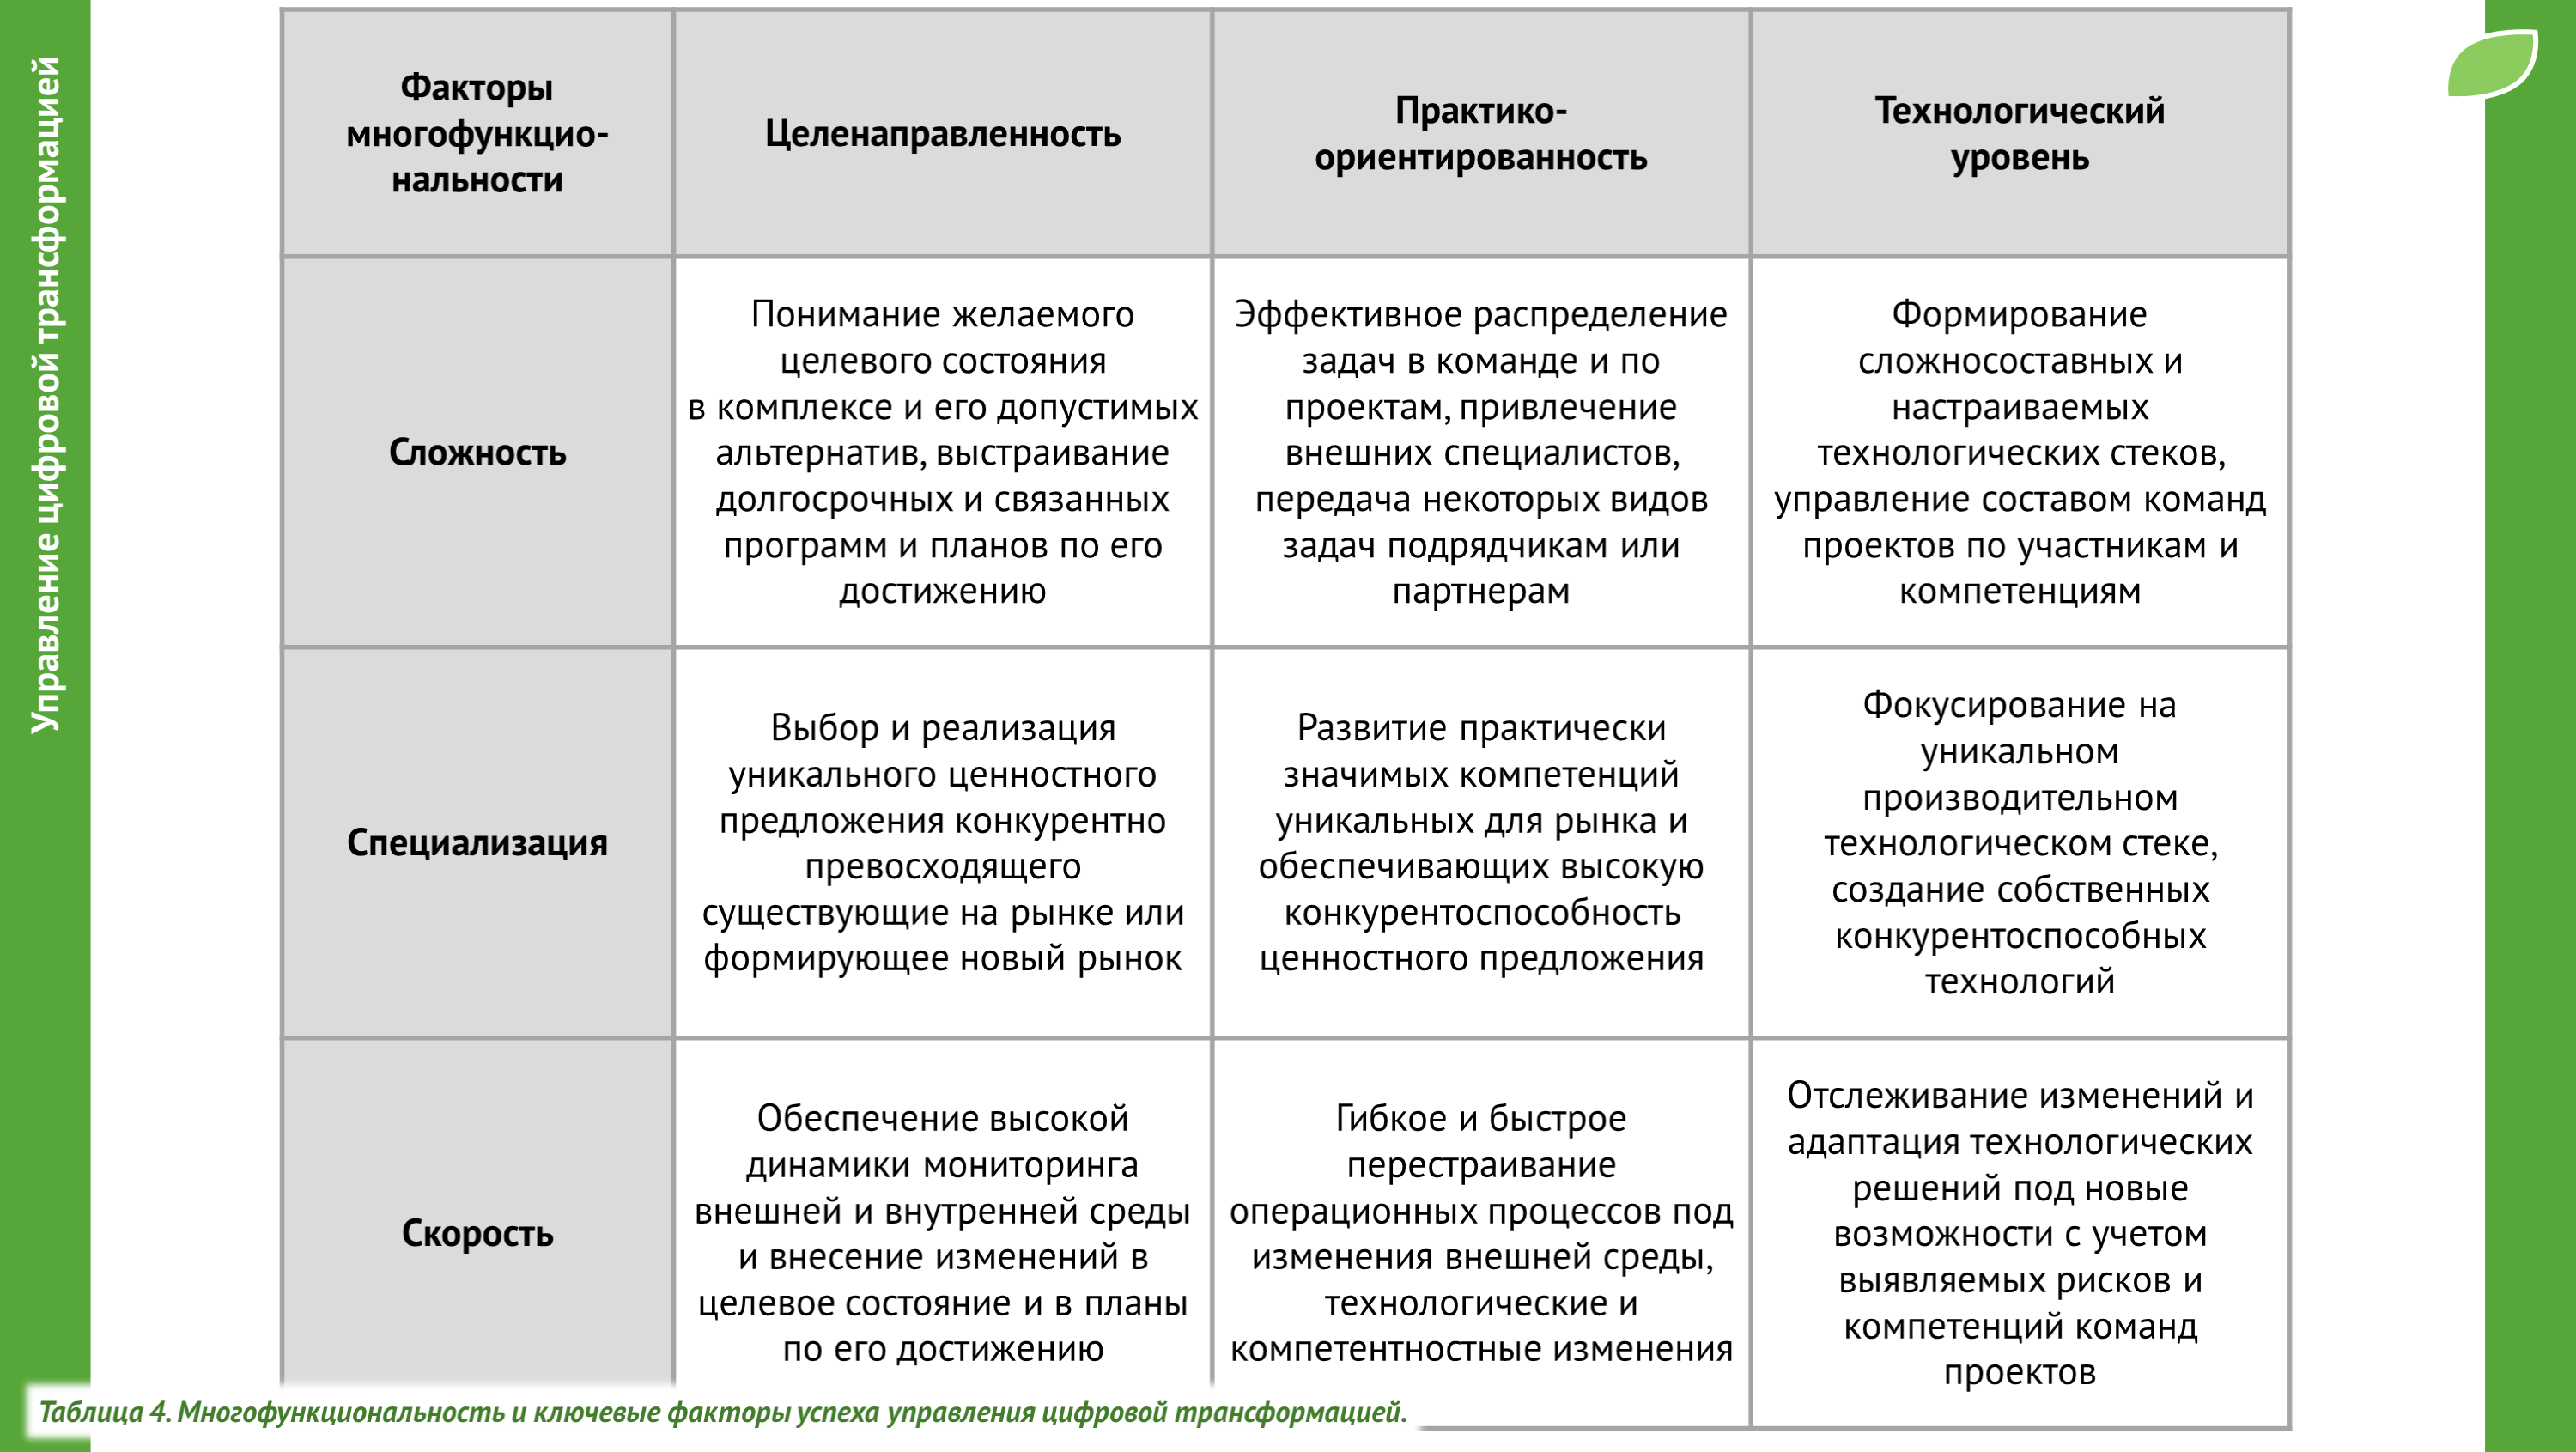 Управление цифровой трансформацией
Факторы
многофункцио-
нальности
Целенаправленность
Практико-
ориентированность
Технологический
уровень
Сложность
Понимание желаемого
целевого состояния
в комплексе и его допустимых
альтернатив, выстраивание
долгосрочных и связанных
программ и планов по его
достижению
Эффективное распределение
задач в команде и по
проектам, привлечение
внешних специалистов,
передача некоторых видов
задач подрядчикам или
партнерам
Формирование
сложносоставных и
настраиваемых
технологических стеков,
управление составом команд
проектов по участникам и
компетенциям
Специализация
Выбор и реализация
уникального ценностного
предложения конкурентно
превосходящего
существующие на рынке или
формирующее новый рынок
Развитие практически
значимых компетенций
уникальных для рынка и
обеспечивающих высокую
конкурентоспособность
ценностного предложения
Фокусирование на
уникальном
производительном
технологическом стеке,
создание собственных
конкурентоспособных
технологий
Скорость
Обеспечение высокой
динамики мониторинга
внешней и внутренней среды
и внесение изменений в
целевое состояние и в планы
по его достижению
Гибкое и быстрое
перестраивание
операционных процессов под
изменения внешней среды,
технологические и
компетентностные изменения
Отслеживание изменений и
адаптация технологических
решений под новые
возможности с учетом
выявляемых рисков и
компетенций команд
проектов
Таблица 4. Многофункциональность и ключевые факторы успеха управления цифровой трансформацией.